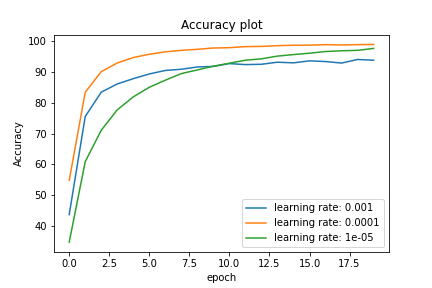 Accuracy plot
Accuracy
100
90
80
70
60
50
40
learning rate: 0.001
learning rate: 0.0001
learning rate: 1e-05
0.0 2.5 5.0 7.5 10.0 12.5 15.0 17.5
epoch